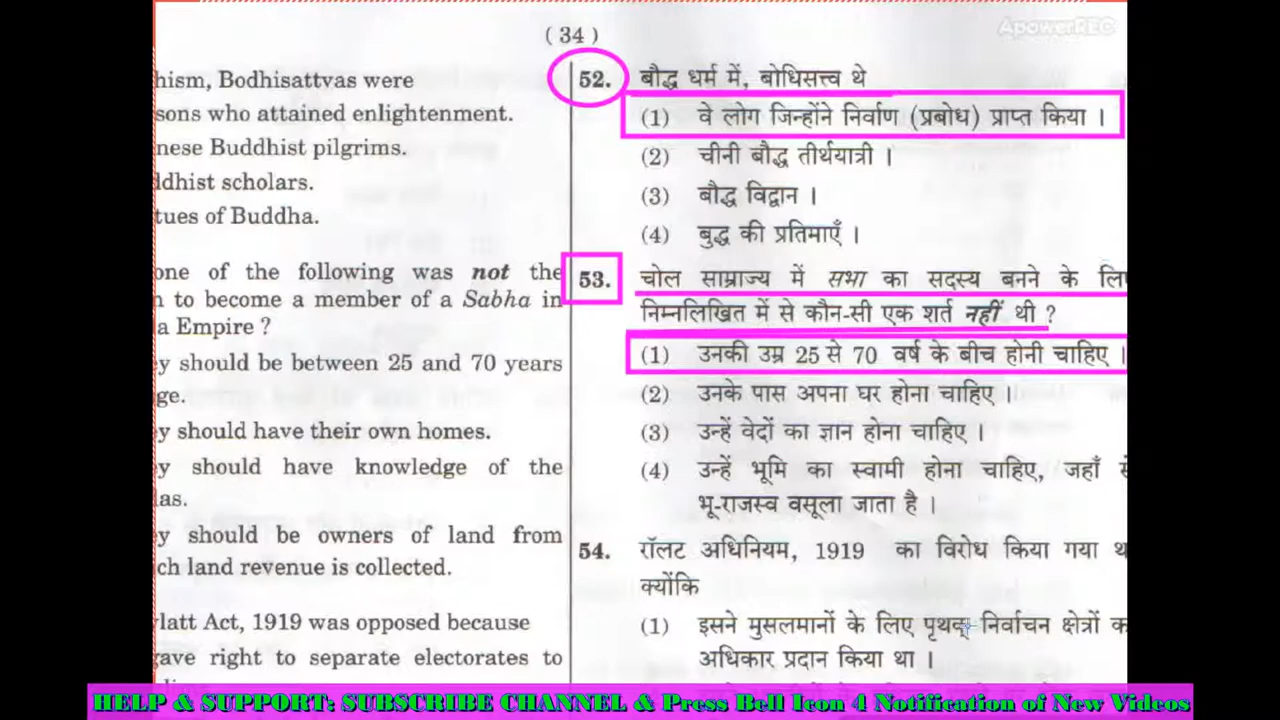 ApowerREC
( 34 )
hism, Bodhisattvas were
sons who attained enlightenment.
nese Buddhist pilgrims.
ddhist scholars.
tues of Buddha.
one of the following was not the
n to become a member of a Sabha in
a Empire ?
y should be between 25 and 70 years
ge.
y should have their own homes.
y should have knowledge of the
las.
y should be owners of land from
ch land revenue is collected.
latt Act, 1919 was opposed because
gave right to separate electorates to
52. बौद्ध धर्म में, बोधिसत्त्व थे
(1) वे लोग जिन्होंने निर्वाण (प्रबोध) प्राप्त किया ।
(2) चीनी बौद्ध तीर्थयात्री ।
(3) बौद्ध विद्वान ।
(4) बुद्ध की प्रतिमाएँ ।
53. चोल साम्राज्य में सभा का सदस्य बनने के लिए
निम्नलिखित में से कौन-सी एक शर्त नहीं थी ?
(1) उनकी उम्र 25 से 70 वर्ष के बीच होनी चाहिए ।
(2) उनके पास अपना घर होना चाहिए ।
(3) उन्हें वेदों का ज्ञान होना चाहिए ।
(4) उन्हें भूमि का स्वामी होना चाहिए, जहाँ से
भू-राजस्व वसूला जाता है ।
54. रॉलट अधिनियम, 1919 का विरोध किया गया था
क्योंकि
(1) इसने मुसलमानों के लिए पृथक् निर्वाचन क्षेत्रों का
अधिकार प्रदान किया था ।
HELP & SUPPORT: SUBSCRIBE CHANNEL & Press Bell Icon 4 Notification of New Videos